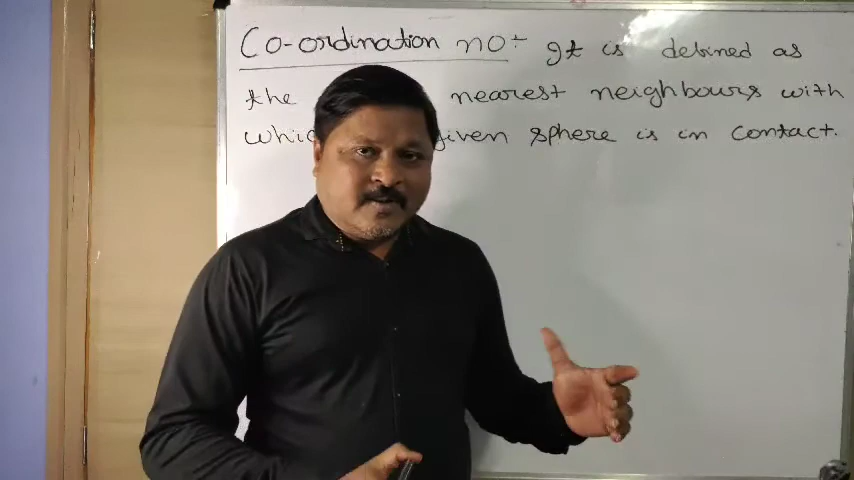 Co-ordination no÷ It is defined as
the nearest neighbours with
whic given sphere is in contact.